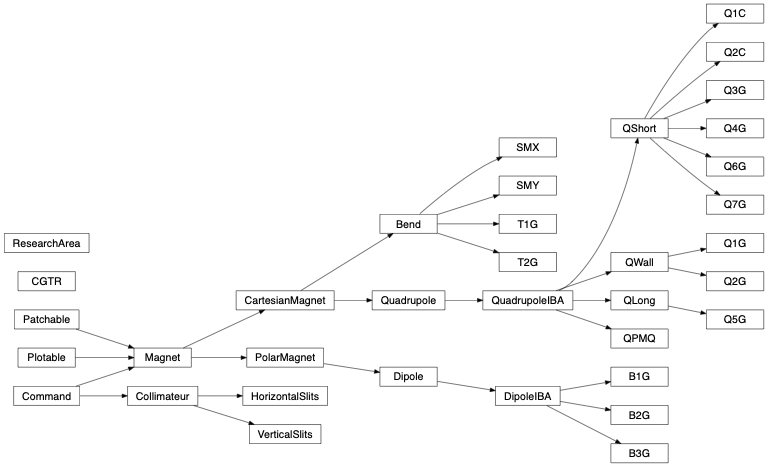 Q1C
Q2C
Q3G
QShort
Q4G
SMX
Q6G
SMY
Q7G
Bend
T1G
ResearchArea
Q1G
T2G
QWall
CGTR
Q2G
CartesianMagnet
Quadrupole
QuadrupoleIBA
QLong
Patchable
Q5G
QPMQ
Plotable
Magnet
PolarMagnet
Dipole
B1G
Command
Collimateur
HorizontalSlits
DipoleIBA
B2G
VerticalSlits
B3G